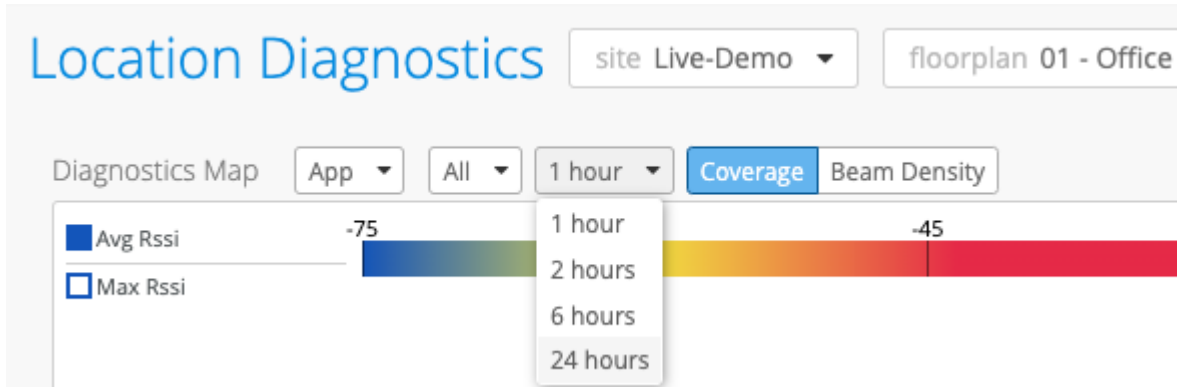 Location Diagnostics site Live-Demo floorplan 01 - Office
Diagnostics Map App All 1 hour Coverage Beam Density
Avg Rssi -75 -45
Max Rssi
1 hour
2 hours
6 hours
24 hours